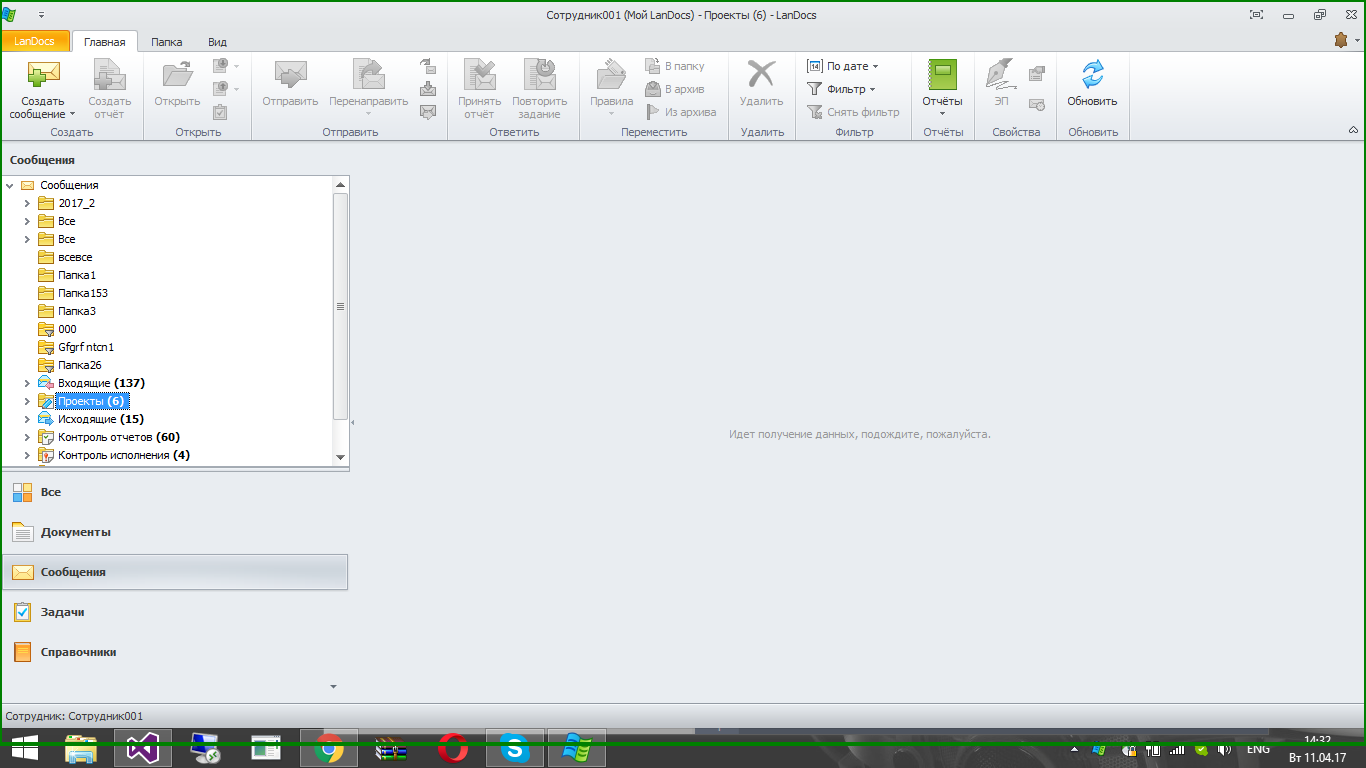 Сотрудник001 (Мой LanDocs) - Проекты (6) - LanDocs
LanDocs Главная Папка Вид
Создать сообщение
Создать отчёт
Создать
Открыть
Открыть
Отправить
Перенаправить
Отправить
Принять отчёт
Повторить задание
Ответить
Правила
В папку
В архив
Из архива
Переместить
Удалить
Удалить
14 По дате
Фильтр
Снять фильтр
Фильтр
Отчёты
Отчёты
ЭП
Свойства
Обновить
Обновить
Сообщения
Сообщения
2017_2
Все
Все
всевсе
Папка1
Папка153
Папка3
000
Gfgrf ntcn1
Папка26
Входящие (137)
Проекты (6)
Исходящие (15)
Контроль отчетов (60)
Контроль исполнения (4)
Идет получение данных, подождите, пожалуйста.
Все
Документы
Сообщения
Задачи
Справочники
Сотрудник: Сотрудник001
ENG
14:32
Вт 11.04.17